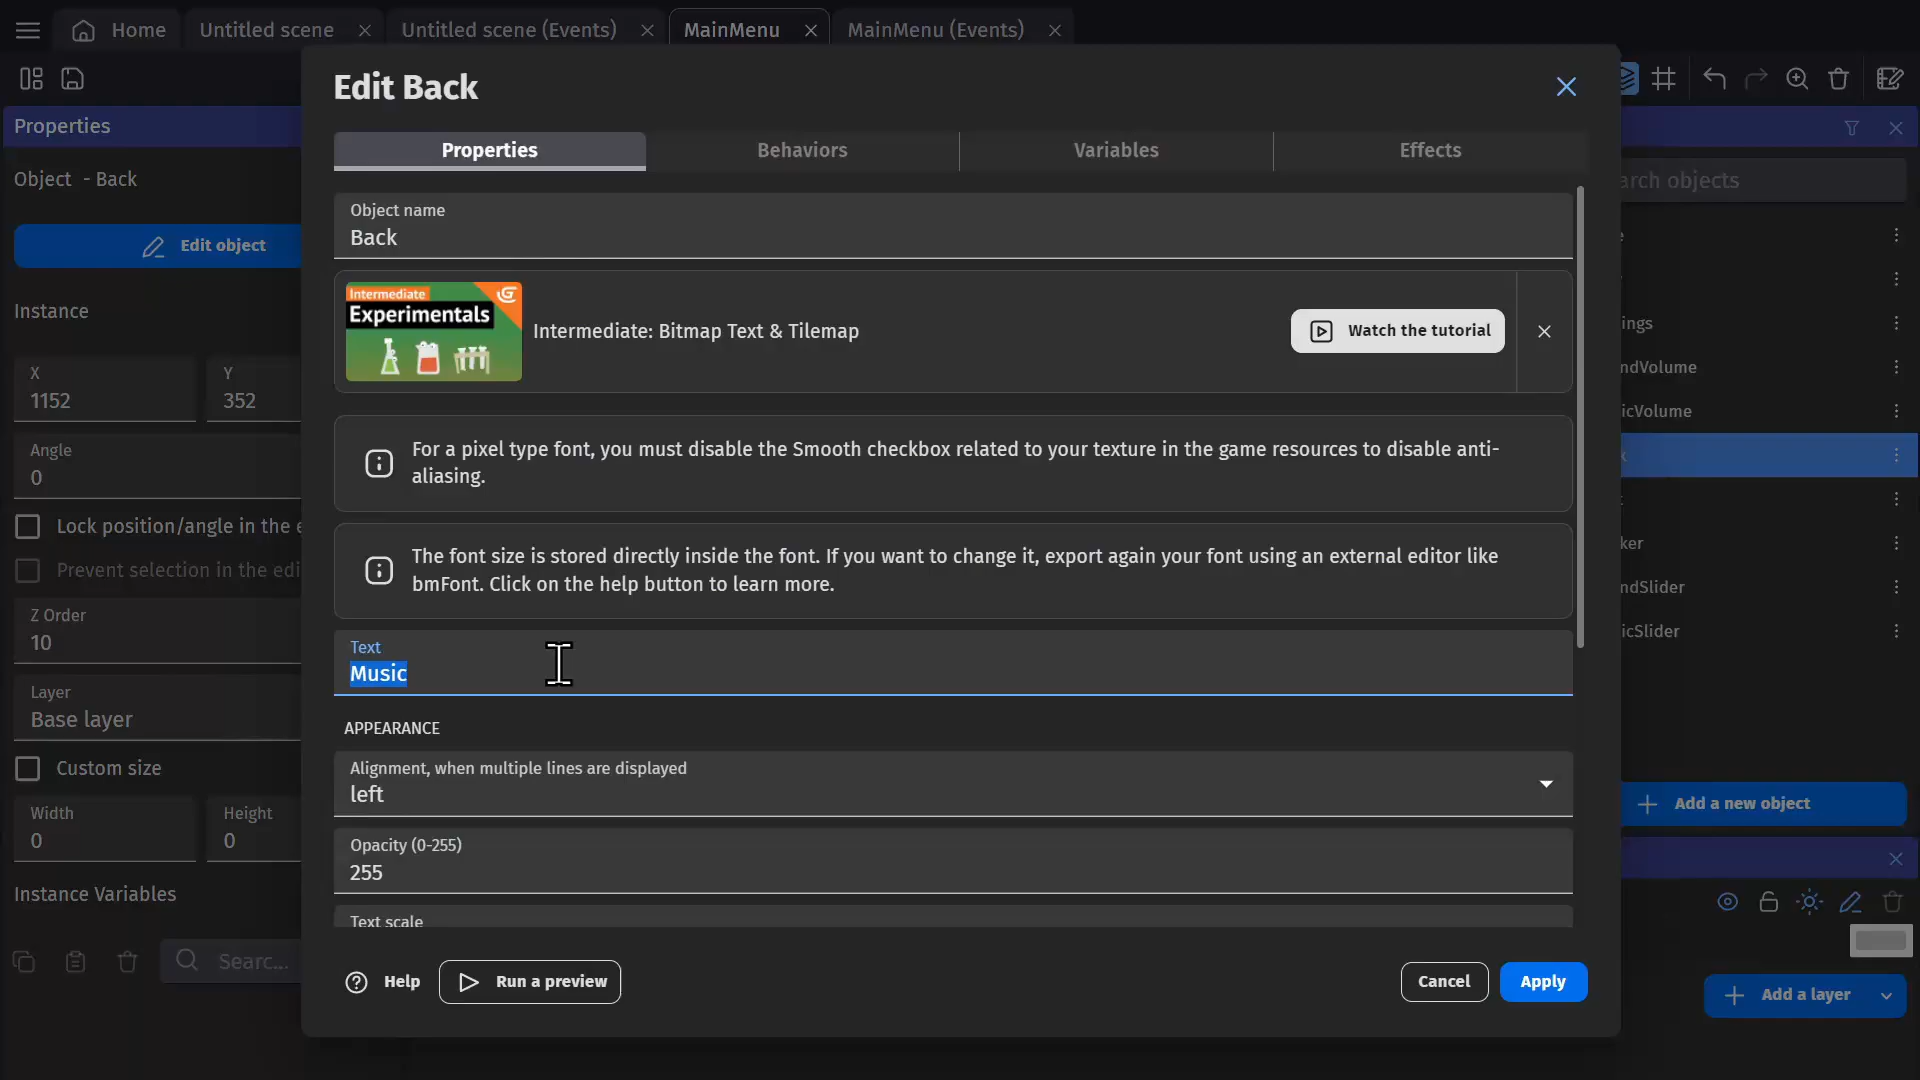 Home
Untitled scene
Untitled scene (Events)
MainMenu
MainMenu (Events)
Properties
Object - Back
Edit object
Instance
X
1152
Y
352
Angle
0
Lock position/angle in the e
Prevent selection in the edi
Z Order
10
Layer
Base layer
Custom size
Width
0
Height
0
Instance Variables
Searc...
Edit Back
Properties
Behaviors
Variables
Effects
Object name
Back
Intermediate
Experimentals
Intermediate: Bitmap Text & Tilemap
Watch the tutorial
For a pixel type font, you must disable the Smooth checkbox related to your texture in the game resources to disable anti-
aliasing.
The font size is stored directly inside the font. If you want to change it, export again your font using an external editor like
bmFont. Click on the help button to learn more.
Text
Music
APPEARANCE
Alignment, when multiple lines are displayed
left
Opacity (0-255)
255
Text scale
Help
Run a preview
Cancel
Apply
arch objects
ings
ndVolume
icVolume
ker
ndSlider
icSlider
Add a new object
Add a layer